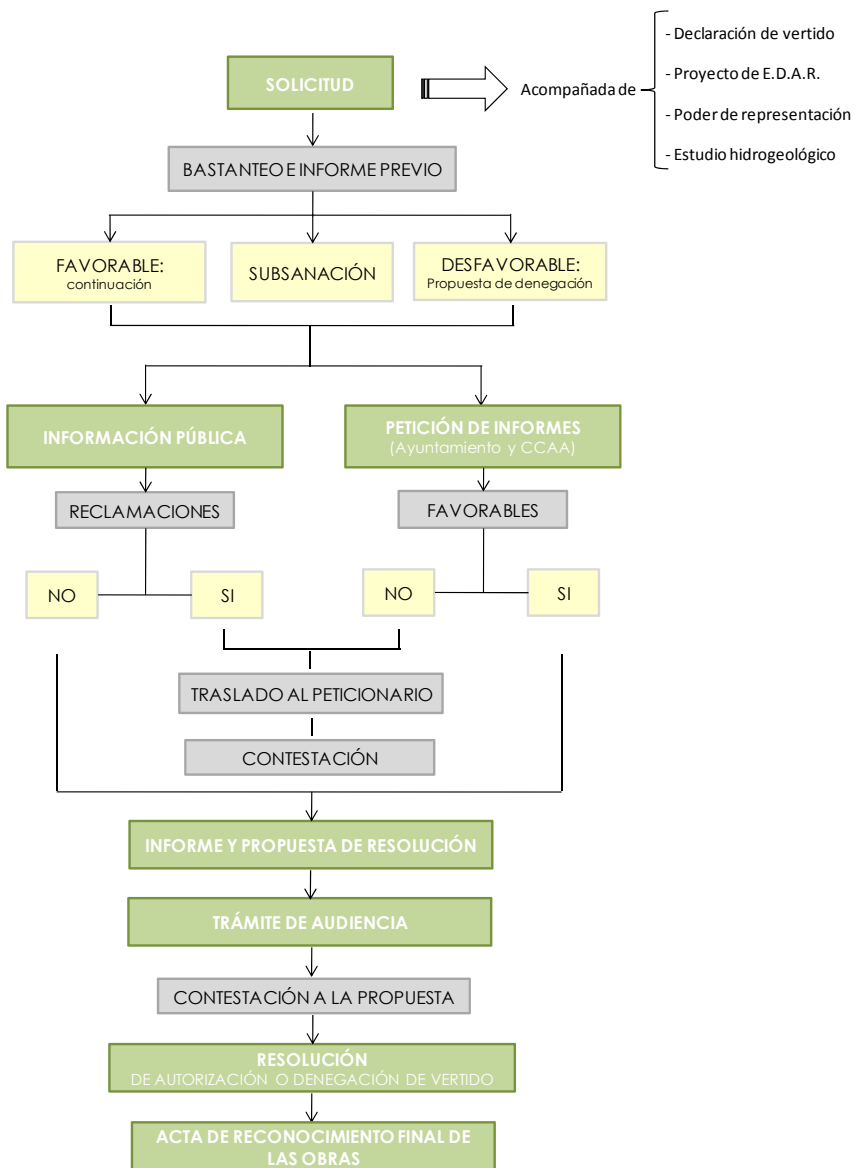 SOLICITUD
Acompañada de
- Declaración de vertido
- Proyecto de E.D.A.R.
- Poder de representación
- Estudio hidrogeológico
BASTANTEO E INFORME PREVIO
FAVORABLE:
continuación
SUBSANACIÓN
DESFAVORABLE:
Propuesta de denegación
INFORMACIÓN PÚBLICA
PETICIÓN DE INFORMES
(Ayuntamiento y CCAA)
RECLAMACIONES
FAVORABLES
NO
SI
NO
SI
TRASLADO AL PETICIONARIO
CONTESTACIÓN
INFORME Y PROPUESTA DE RESOLUCIÓN
TRÁMITE DE AUDIENCIA
CONTESTACIÓN A LA PROPUESTA
RESOLUCIÓN
DE AUTORIZACIÓN O DENEGACIÓN DE VERTIDO
ACTA DE RECONOCIMIENTO FINAL DE
LAS OBRAS